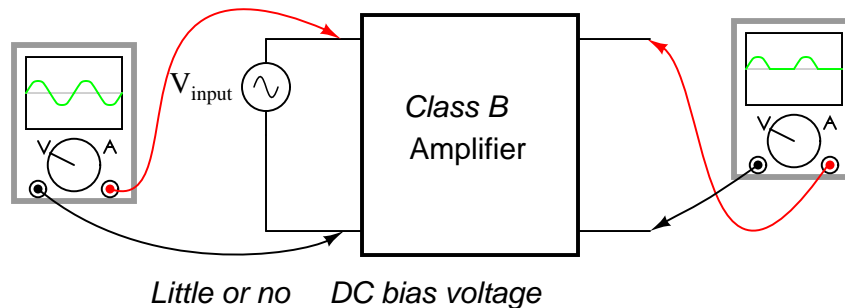 V A
V_input
Class B
Amplifier
V A
Little or no DC bias voltage